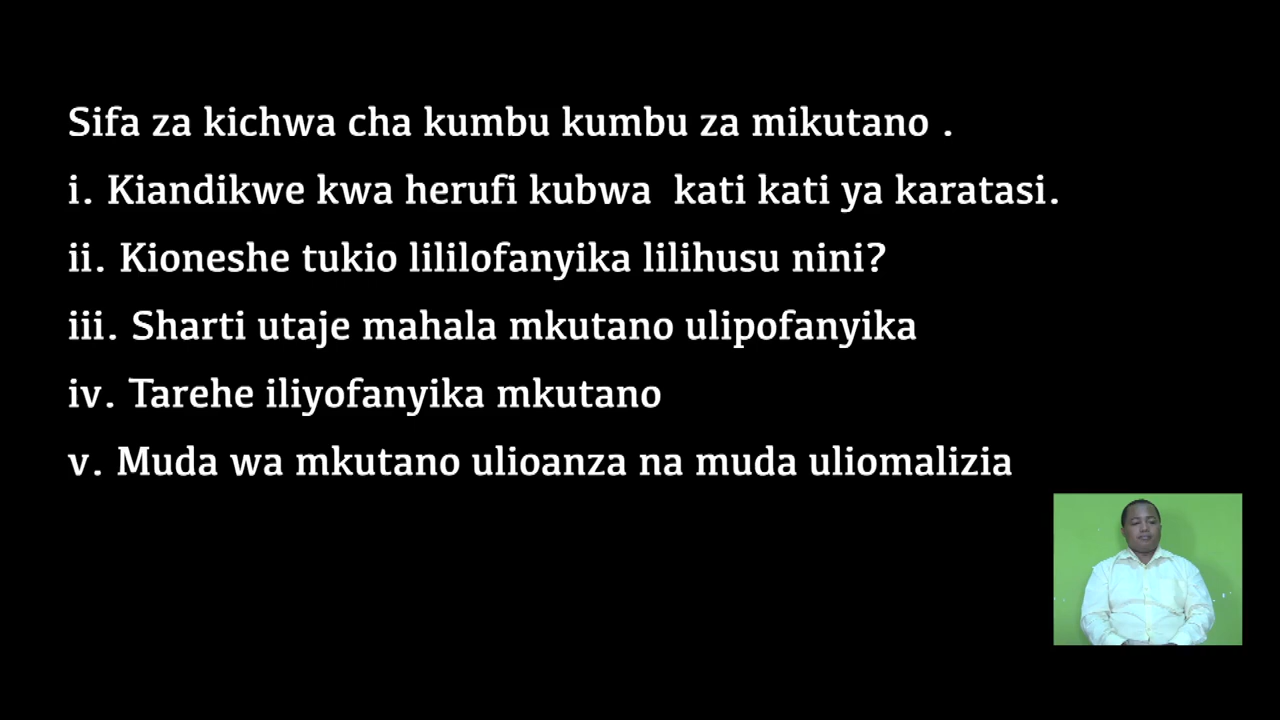 Sifa za kichwa cha kumbu kumbu za mikutano .
i. Kiandikwe kwa herufi kubwa kati kati ya karatasi.
ii. Kioneshe tukio lililofanyika lilihusu nini?
iii. Sharti utaje mahala mkutano ulipofanyika
iv. Tarehe iliyofanyika mkutano
v. Muda wa mkutano ulioanza na muda uliomalizia